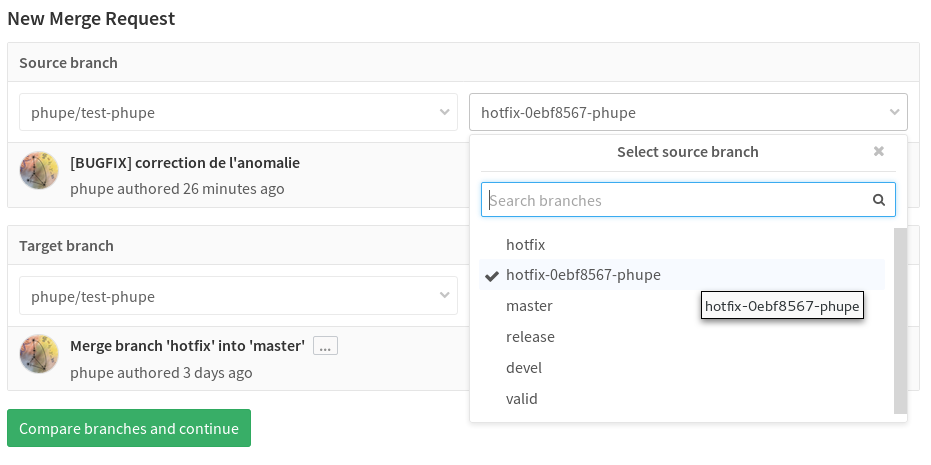 New Merge Request
Source branch
phupe/test-phupe
hotfix-0ebf8567-phupe
[BUGFIX] correction de l'anomalie
phupe authored 26 minutes ago
Select source branch
Search branches
hotfix
hotfix-0ebf8567-phupe
master
hotfix-0ebf8567-phupe
release
devel
valid
Target branch
phupe/test-phupe
Merge branch 'hotfix' into 'master' ...
phupe authored 3 days ago
Compare branches and continue